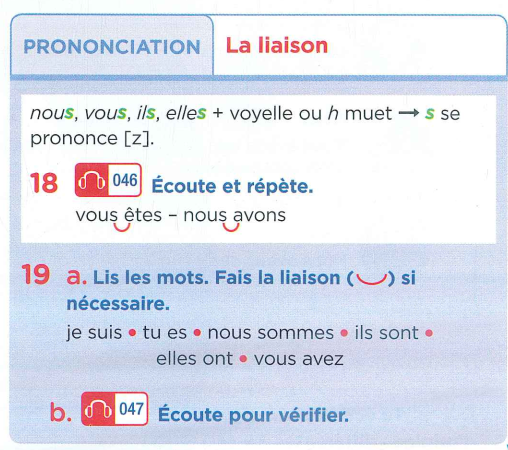 PRONONCIATION La liaison
nous, vous, ils, elles + voyelle ou h muet → s se
prononce [z].
18 046 Écoute et répète.
vous êtes – nous avons
19 a. Lis les mots. Fais la liaison (‿) si
nécessaire.
je suis • tu es • nous sommes • ils sont •
elles ont • vous avez
b. 047 Écoute pour vérifier.